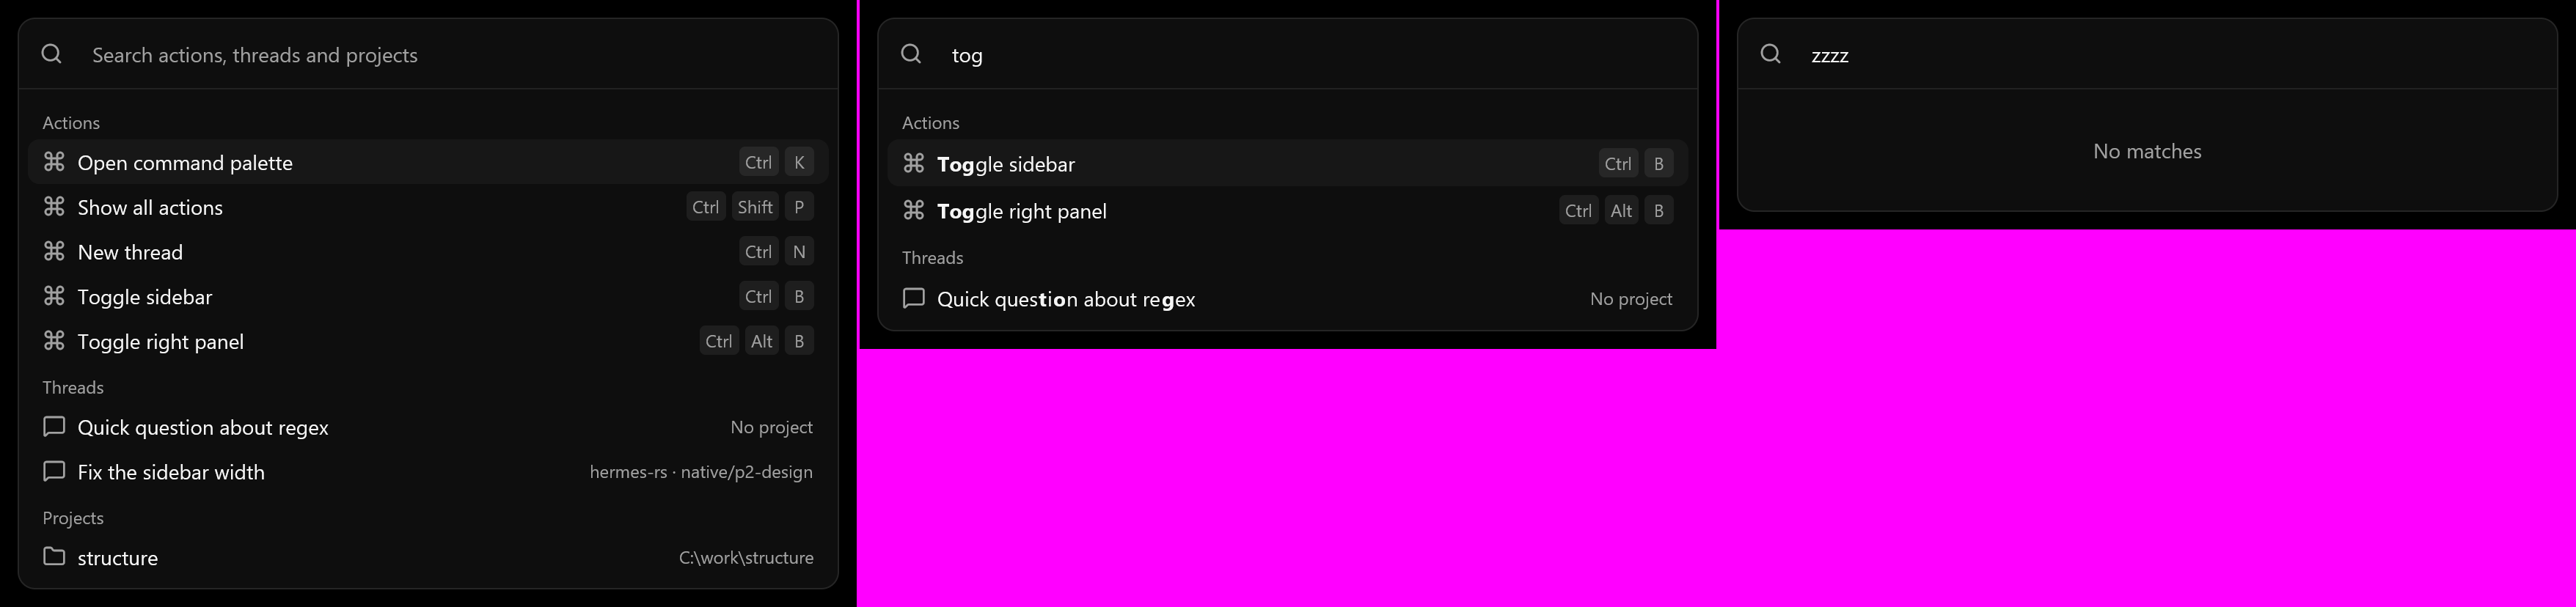 Search actions, threads and projects
Actions
Open command palette Ctrl K
Show all actions Ctrl Shift P
New thread Ctrl N
Toggle sidebar Ctrl B
Toggle right panel Ctrl Alt B
Threads
Quick question about regex No project
Fix the sidebar width hermes-rs · native/p2-design
Projects
structure C:\work\structure
tog
Actions
Toggle sidebar Ctrl B
Toggle right panel Ctrl Alt B
Threads
Quick question about regex No project
zzzz
No matches